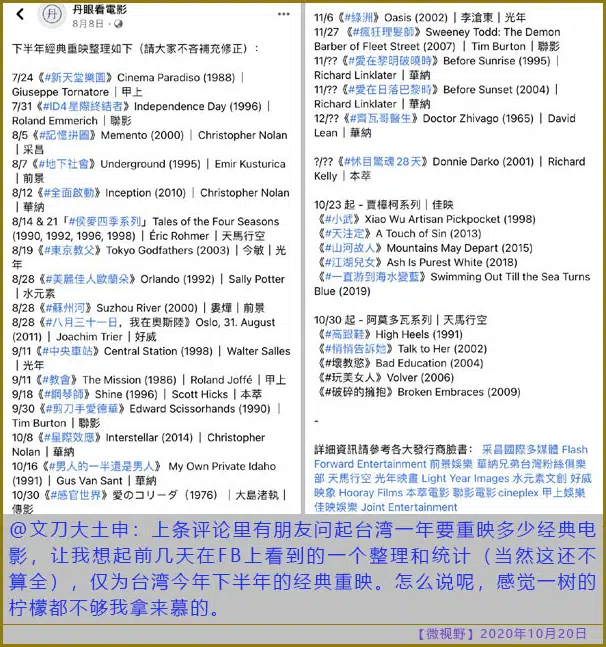 丹眼看電影
8月8日
下半年經典重映整理如下（請大家不吝補充修正）：
7/24《#新天堂樂園》Cinema Paradiso (1988)｜
Giuseppe Tornatore｜甲上
7/31《#ID4星際終結者》Independence Day (1996)｜
Roland Emmerich｜聯影
8/5《#記憶拼圖》Memento (2000)｜Christopher Nolan
｜采昌
8/7《#地下社會》Underground (1995)｜Emir Kusturica
｜前景
8/12《#全面啟動》Inception (2010)｜Christopher Nolan
｜華納
8/14 & 21「#侯麥四季系列」Tales of the Four Seasons
(1990, 1992, 1996, 1998)｜Éric Rohmer｜天馬行空
8/19《#東京教父》Tokyo Godfathers (2003)｜今敏｜光
年
8/28《#美麗佳人歐蘭朵》Orlando (1992)｜Sally Potter
｜水元素
8/28《#蘇州河》Suzhou River (2000)｜婁燁｜前景
8/28《#八月三十一日，我在奧斯陸》Oslo, 31. August
(2011)｜Joachim Trier｜好威
9/11《#中央車站》Central Station (1998)｜Walter Salles
｜光年
9/11《#教會》The Mission (1986)｜Roland Joffé｜甲上
9/18《#鋼琴師》Shine (1996)｜Scott Hicks｜本萃
9/30《#剪刀手愛德華》Edward Scissorhands (1990)｜
Tim Burton｜聯影
10/8《#星際效應》Interstellar (2014)｜Christopher
Nolan｜華納
10/16《#男人的一半還是男人》 My Own Private Idaho
(1991)｜Gus Van Sant｜華納
10/30《#感官世界》愛のコリーダ（1976）｜大島渚執｜
傳影
11/6《#綠洲》Oasis (2002)｜李滄東｜光年
11/27《#瘋狂理髮師》Sweeney Todd: The Demon
Barber of Fleet Street (2007)｜Tim Burton｜聯影
11/??《#愛在黎明破曉時》Before Sunrise (1995)｜
Richard Linklater｜華納
11/??《#愛在日落巴黎時》Before Sunset (2004)｜
Richard Linklater｜華納
12/??《#齊瓦哥醫生》Doctor Zhivago (1965)｜David
Lean｜華納
?/??《#怵目驚魂28天》Donnie Darko (2001)｜Richard
Kelly｜本萃
10/23 起 - 賈樟柯系列｜佳映
《#小武》Xiao Wu Artisan Pickpocket (1998)
《#天注定》A Touch of Sin (2013)
《#山河故人》Mountains May Depart (2015)
《#江湖兒女》Ash Is Purest White (2018)
《#一直游到海水變藍》Swimming Out Till the Sea Turns
Blue (2019)
10/30 起 - 阿莫多瓦系列｜天馬行空
《#高跟鞋》High Heels (1991)
《#悄悄告訴她》Talk to Her (2002)
《#壞教慾》Bad Education (2004)
《#玩美女人》Volver (2006)
《#破碎的擁抱》Broken Embraces (2009)
-
詳細資訊請參考各大發行商臉書： 采昌國際多媒體 Flash
Forward Entertainment 前景娛樂 華納兄弟台灣粉絲俱樂
部 天馬行空 光年映畫 Light Year Images 水元素文創 好威
映象 Hooray Films 本萃電影 聯影電影 cineplex 甲上娛樂
佳映娛樂 Joint Entertainment
@文刀大土申：上条评论里有朋友问起台湾一年要重映多少经典电
影，让我想起前几天在FB上看到的一个整理和统计（当然这还不
算全），仅为台湾今年下半年的经典重映。怎么说呢，感觉一树的
柠檬都不够我拿来慕的。
【微视野】2020年10月20日